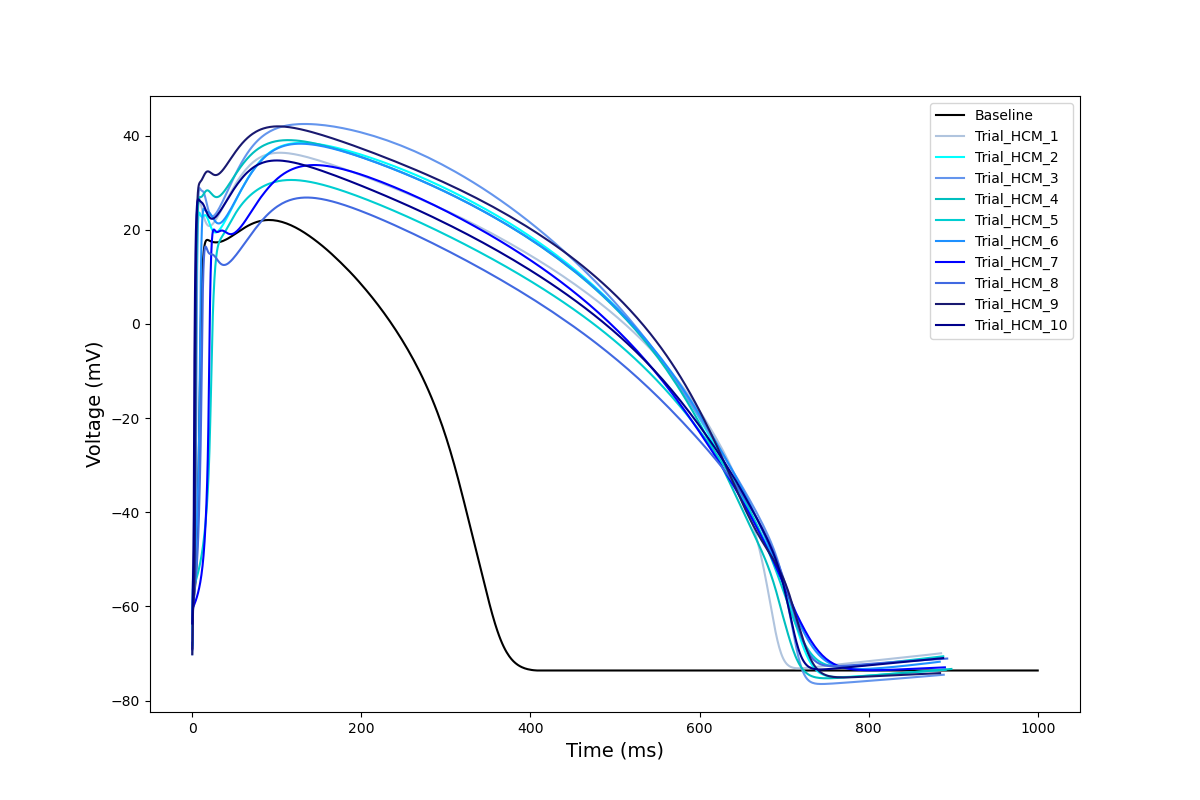 40
20
0
−20
−40
−60
−80
Voltage (mV)
0
200
400
600
800
1000
Time (ms)
Baseline
Trial_HCM_1
Trial_HCM_2
Trial_HCM_3
Trial_HCM_4
Trial_HCM_5
Trial_HCM_6
Trial_HCM_7
Trial_HCM_8
Trial_HCM_9
Trial_HCM_10